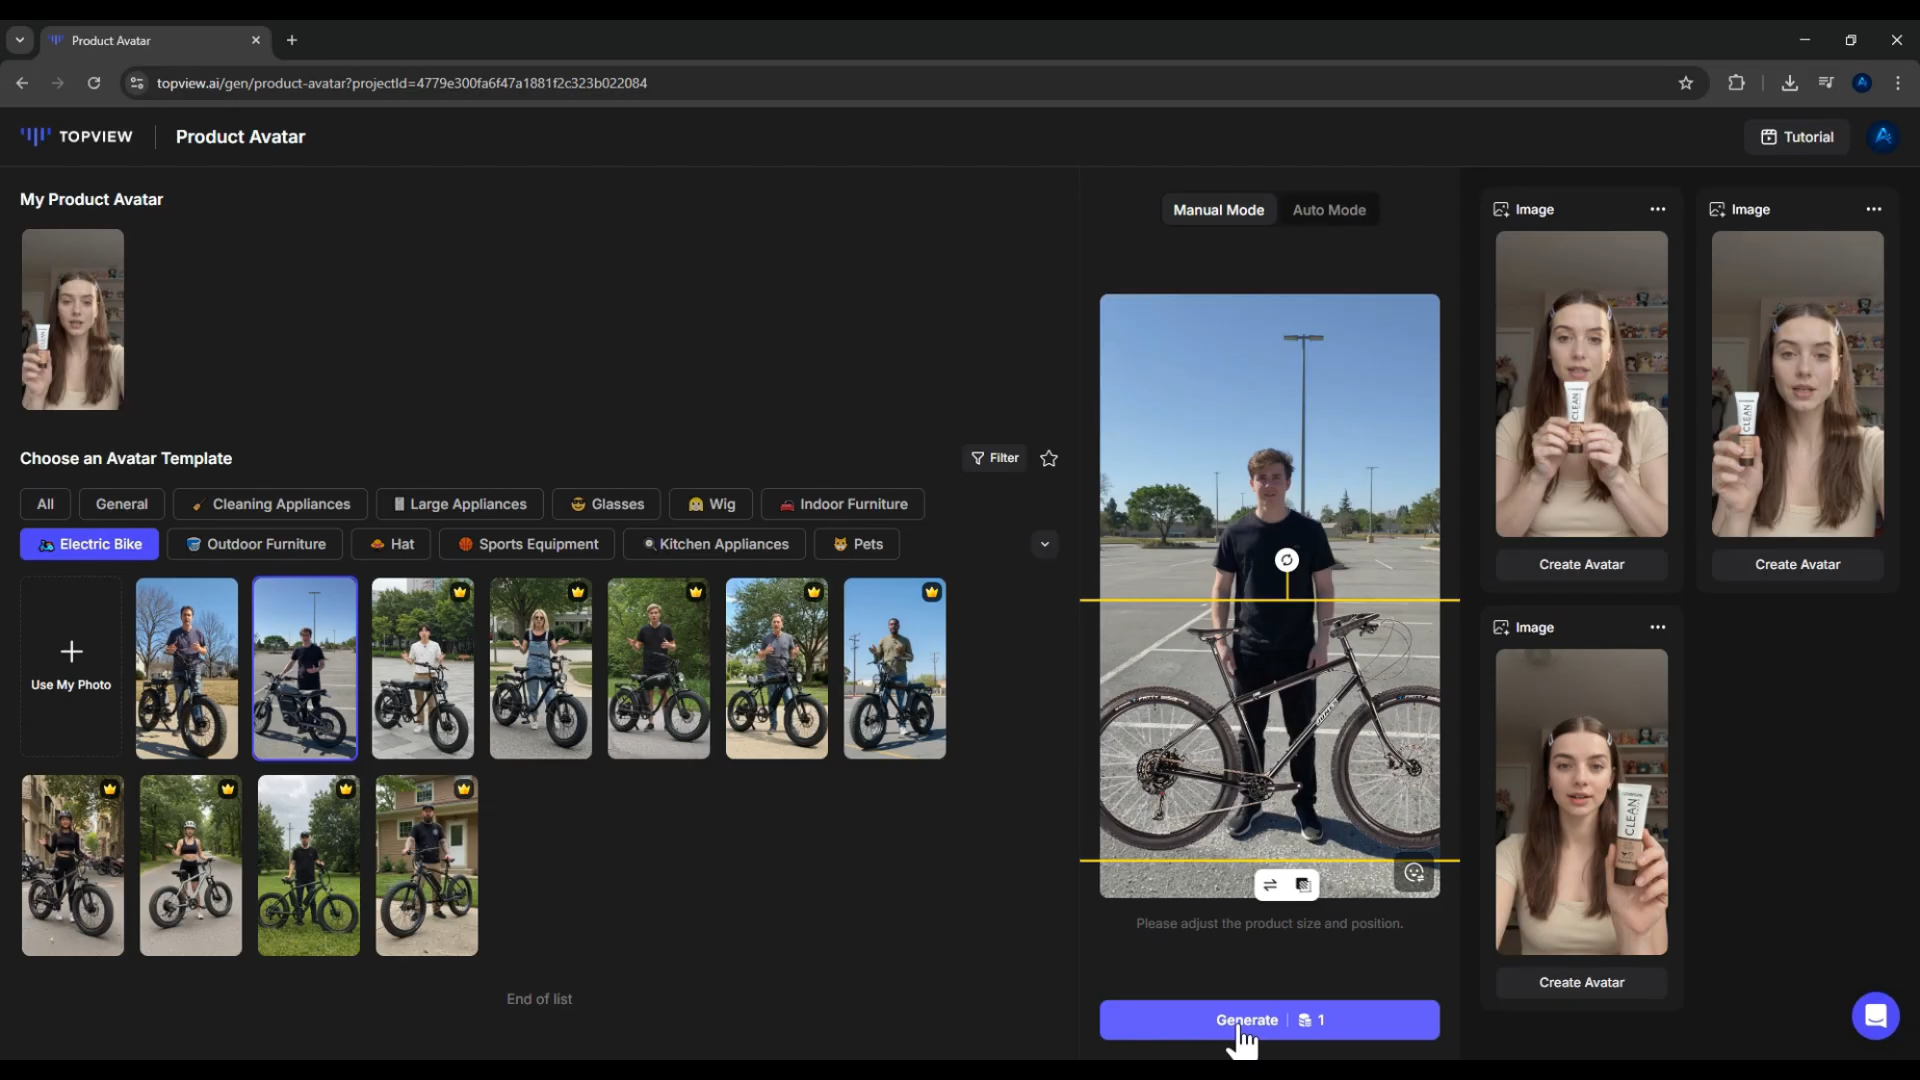 Product Avatar
topview.ai/gen/product-avatar?projectId=4779e300fa6f47a1881f2c323b022084
TOPVIEW
Product Avatar
Tutorial
My Product Avatar
Manual Mode
Auto Mode
Image
Image
CLEAN
CLEAN
Create Avatar
Create Avatar
Choose an Avatar Template
Filter
All
General
Cleaning Appliances
Large Appliances
Glasses
Wig
Indoor Furniture
Electric Bike
Outdoor Furniture
Hat
Sports Equipment
Kitchen Appliances
Pets
Use My Photo
Image
CLEAN
Create Avatar
Please adjust the product size and position.
End of list
Generate
1